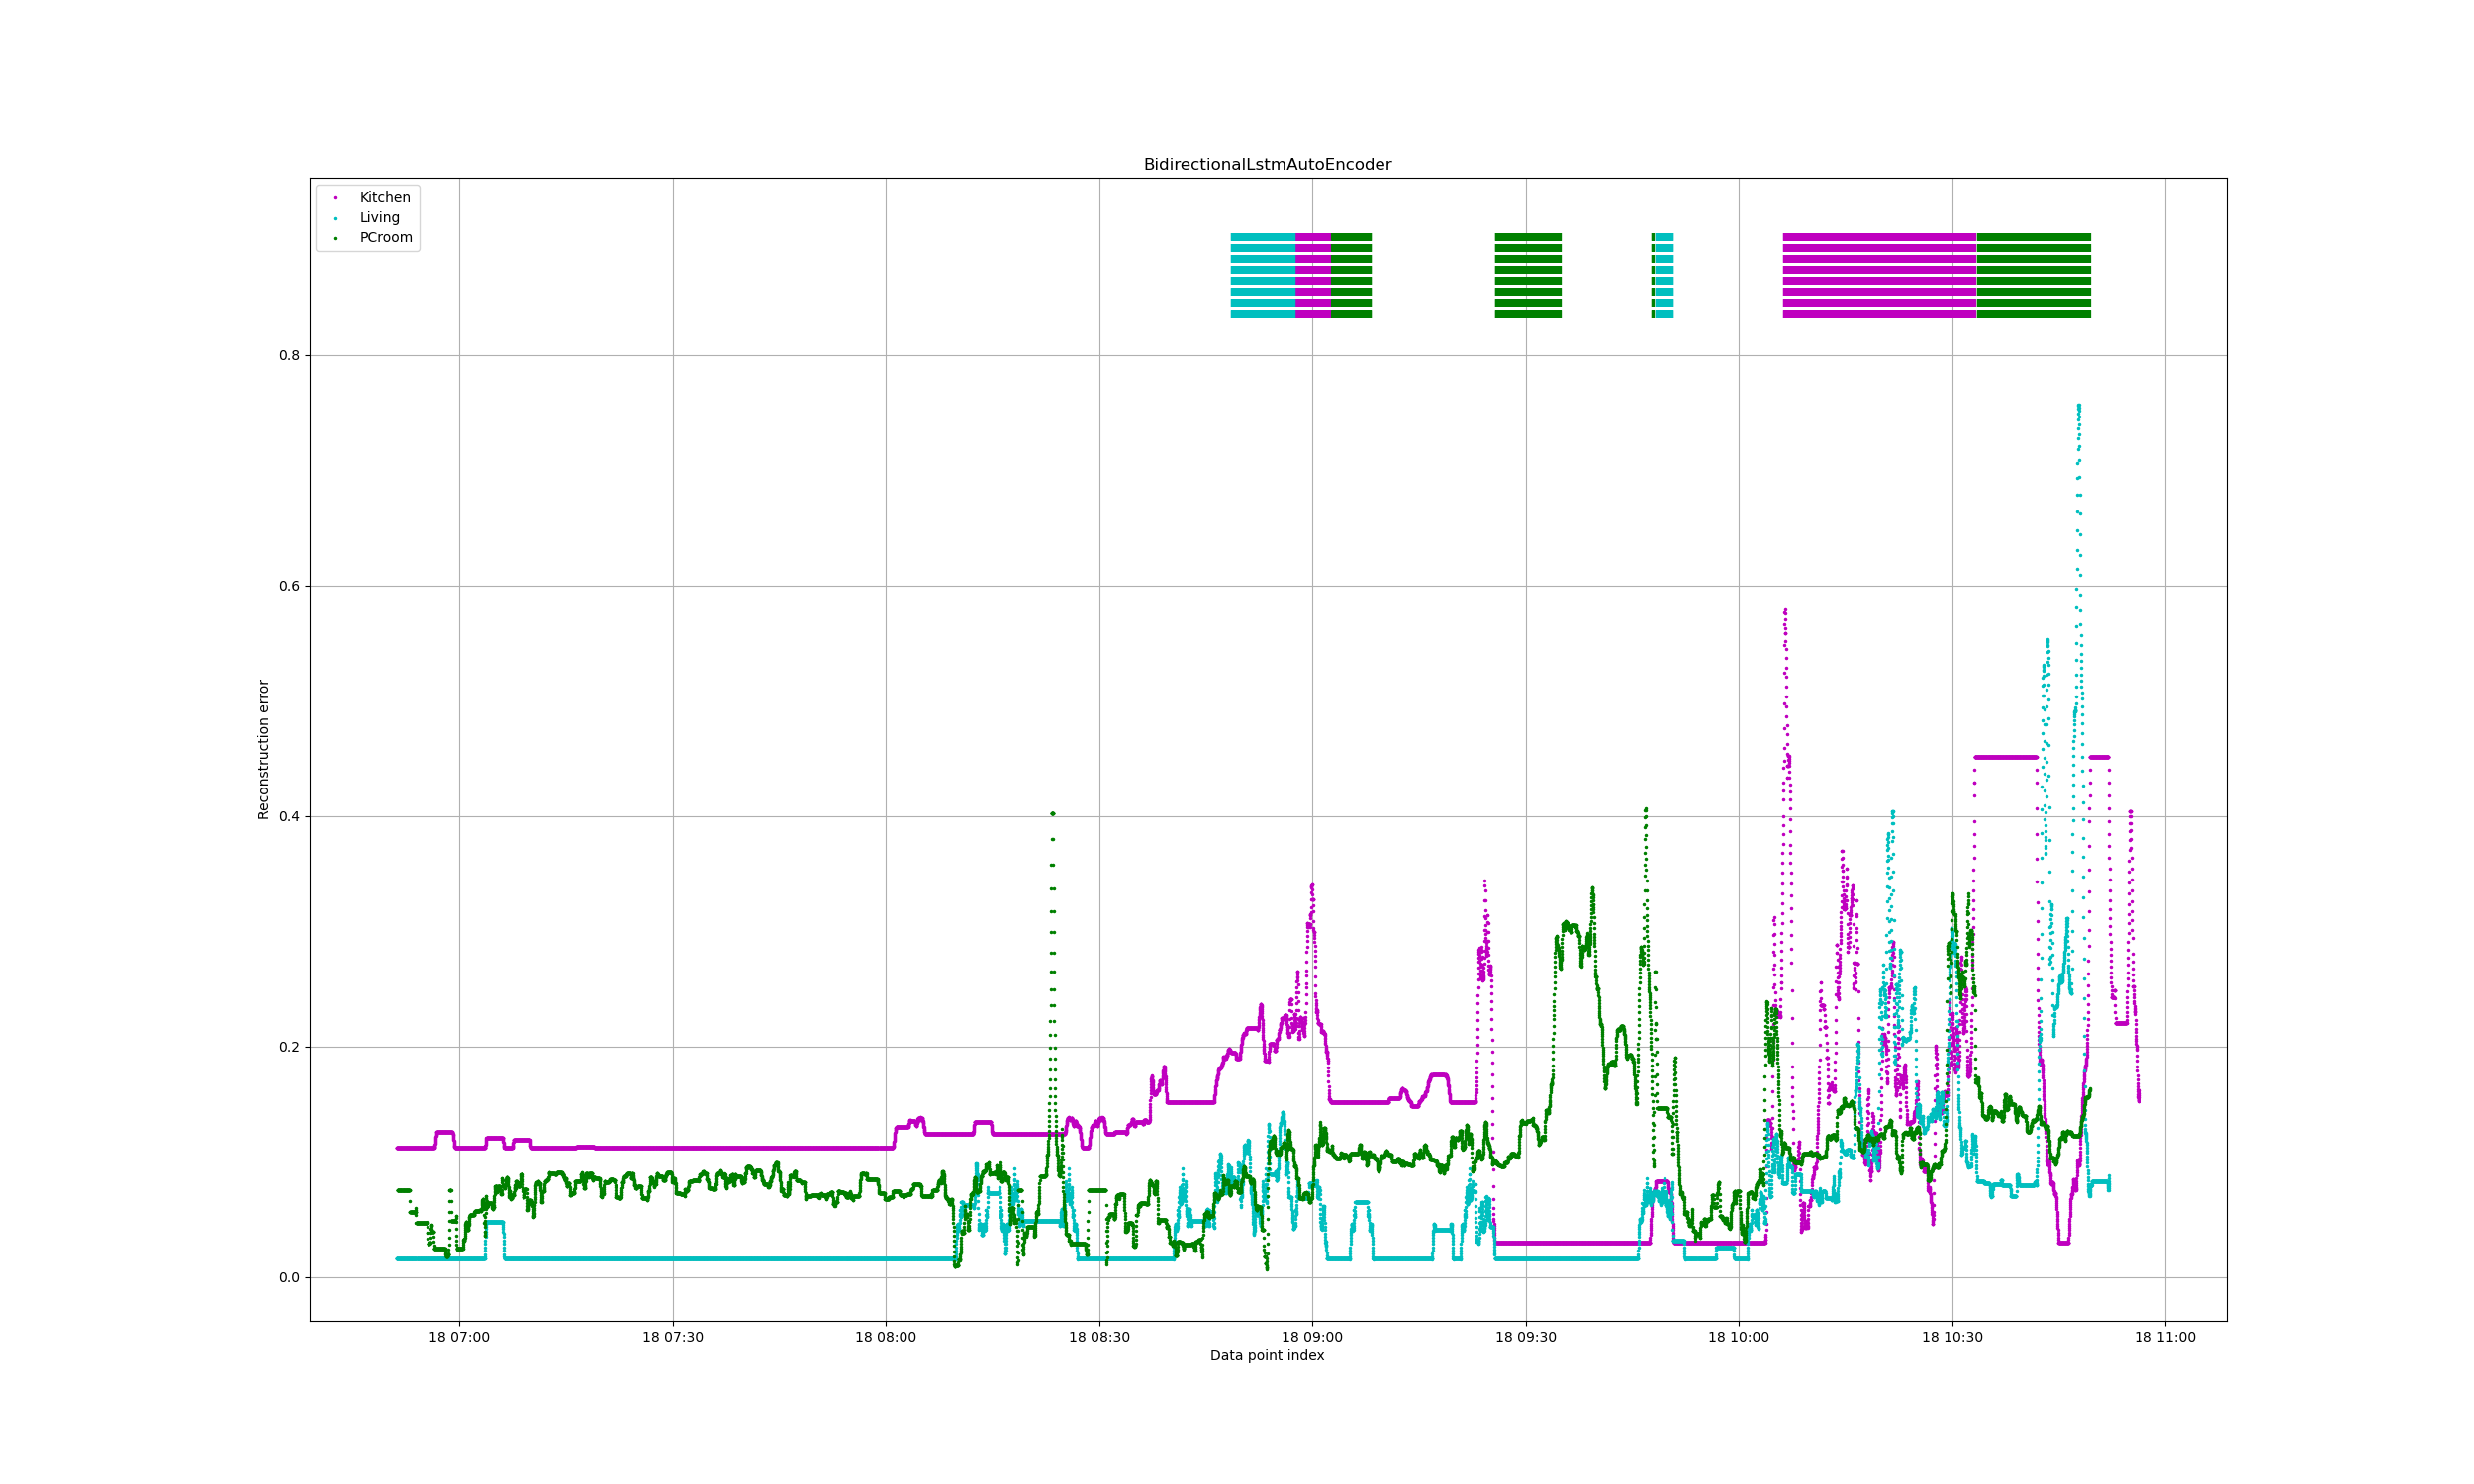 BidirectionalLstmAutoEncoder
Kitchen
Living
PCroom
0.8
0.6
0.4
0.2
0.0
Reconstruction error
18 07:00
18 07:30
18 08:00
18 08:30
18 09:00
18 09:30
18 10:00
18 10:30
18 11:00
Data point index